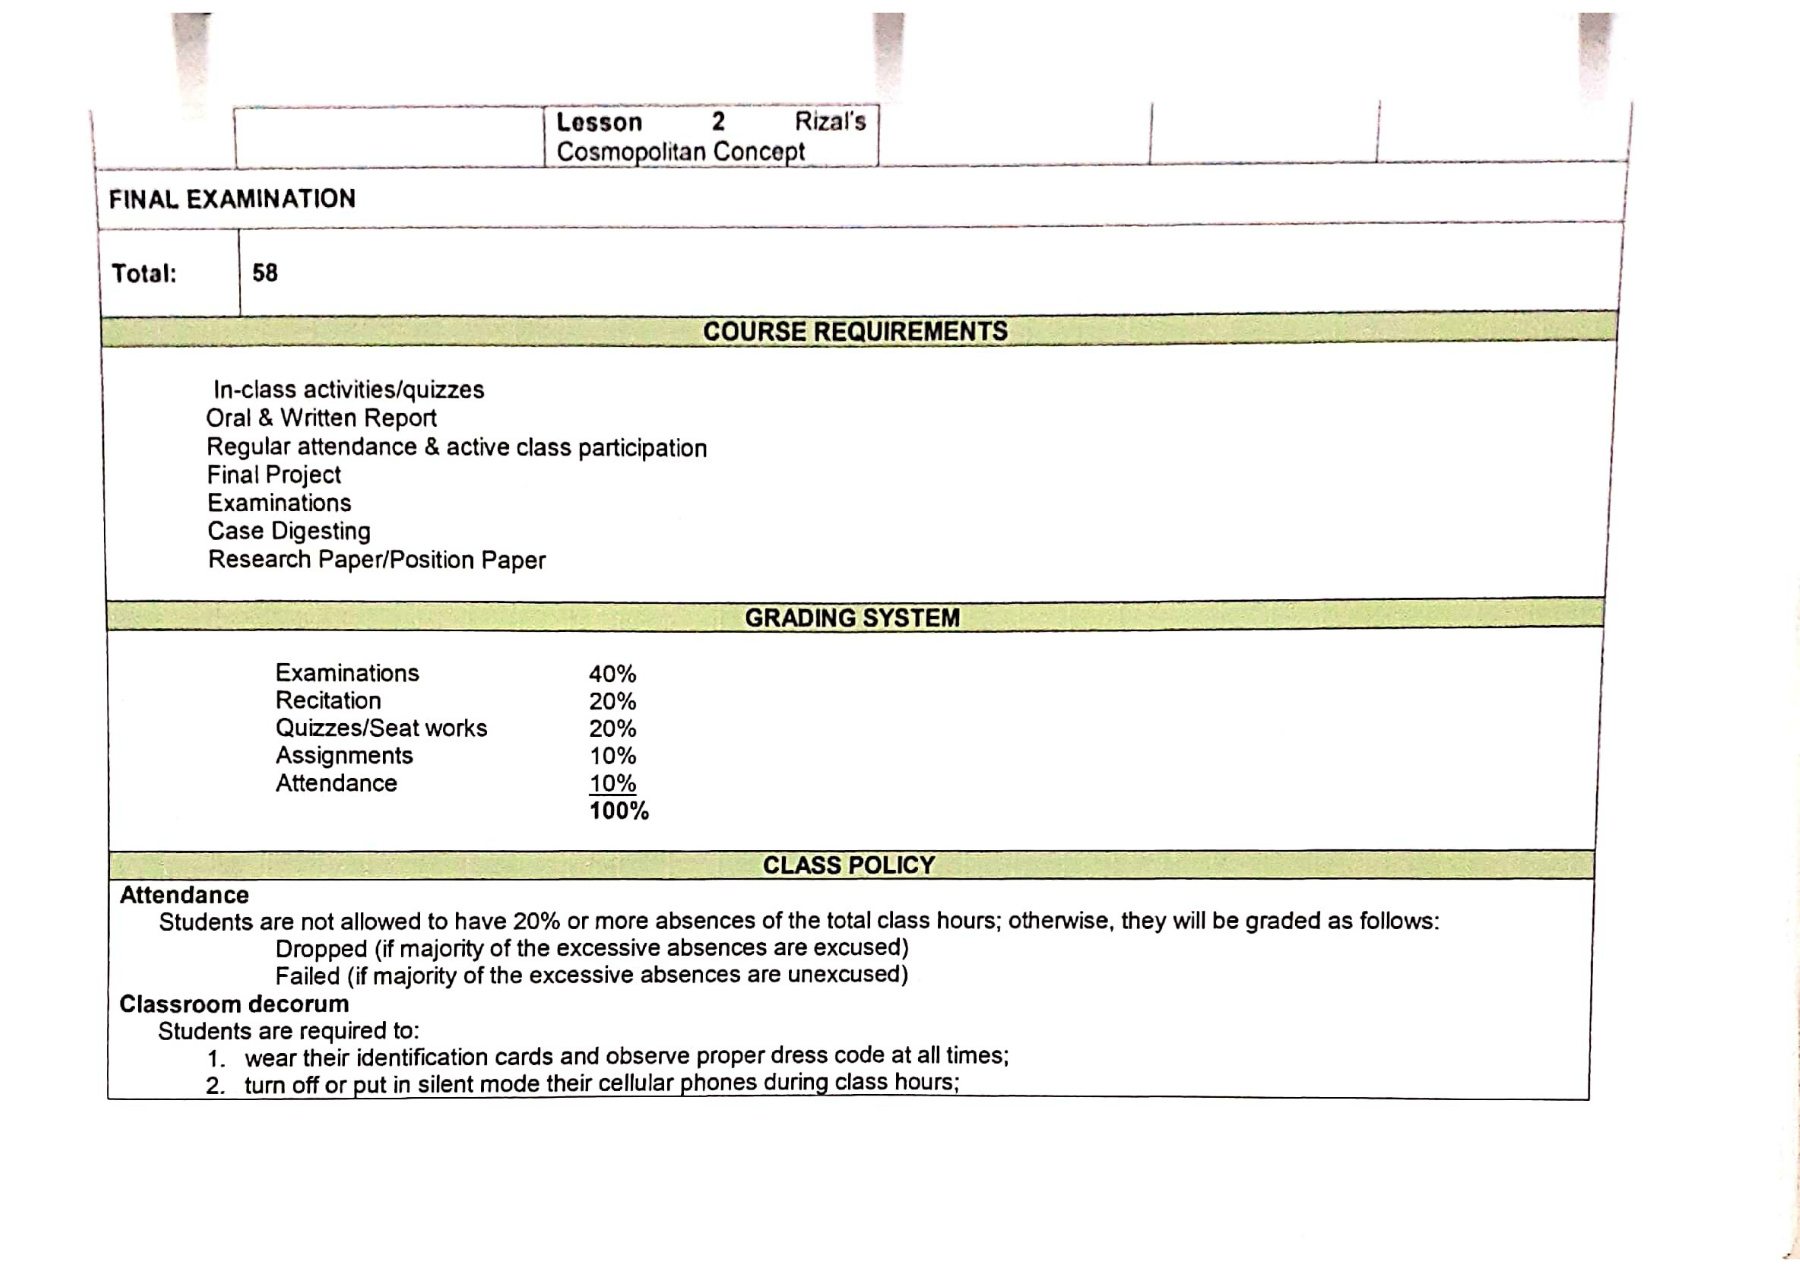 Lesson 2 Rizal's
Cosmopolitan Concept
FINAL EXAMINATION
Total: 58
COURSE REQUIREMENTS
In-class activities/quizzes
Oral & Written Report
Regular attendance & active class participation
Final Project
Examinations
Case Digesting
Research Paper/Position Paper
GRADING SYSTEM
Examinations 40%
Recitation 20%
Quizzes/Seat works 20%
Assignments 10%
Attendance 10%
100%
CLASS POLICY
Attendance
Students are not allowed to have 20% or more absences of the total class hours; otherwise, they will be graded as follows:
Dropped (if majority of the excessive absences are excused)
Failed (if majority of the excessive absences are unexcused)
Classroom decorum
Students are required to:
1. wear their identification cards and observe proper dress code at all times;
2. turn off or put in silent mode their cellular phones during class hours;